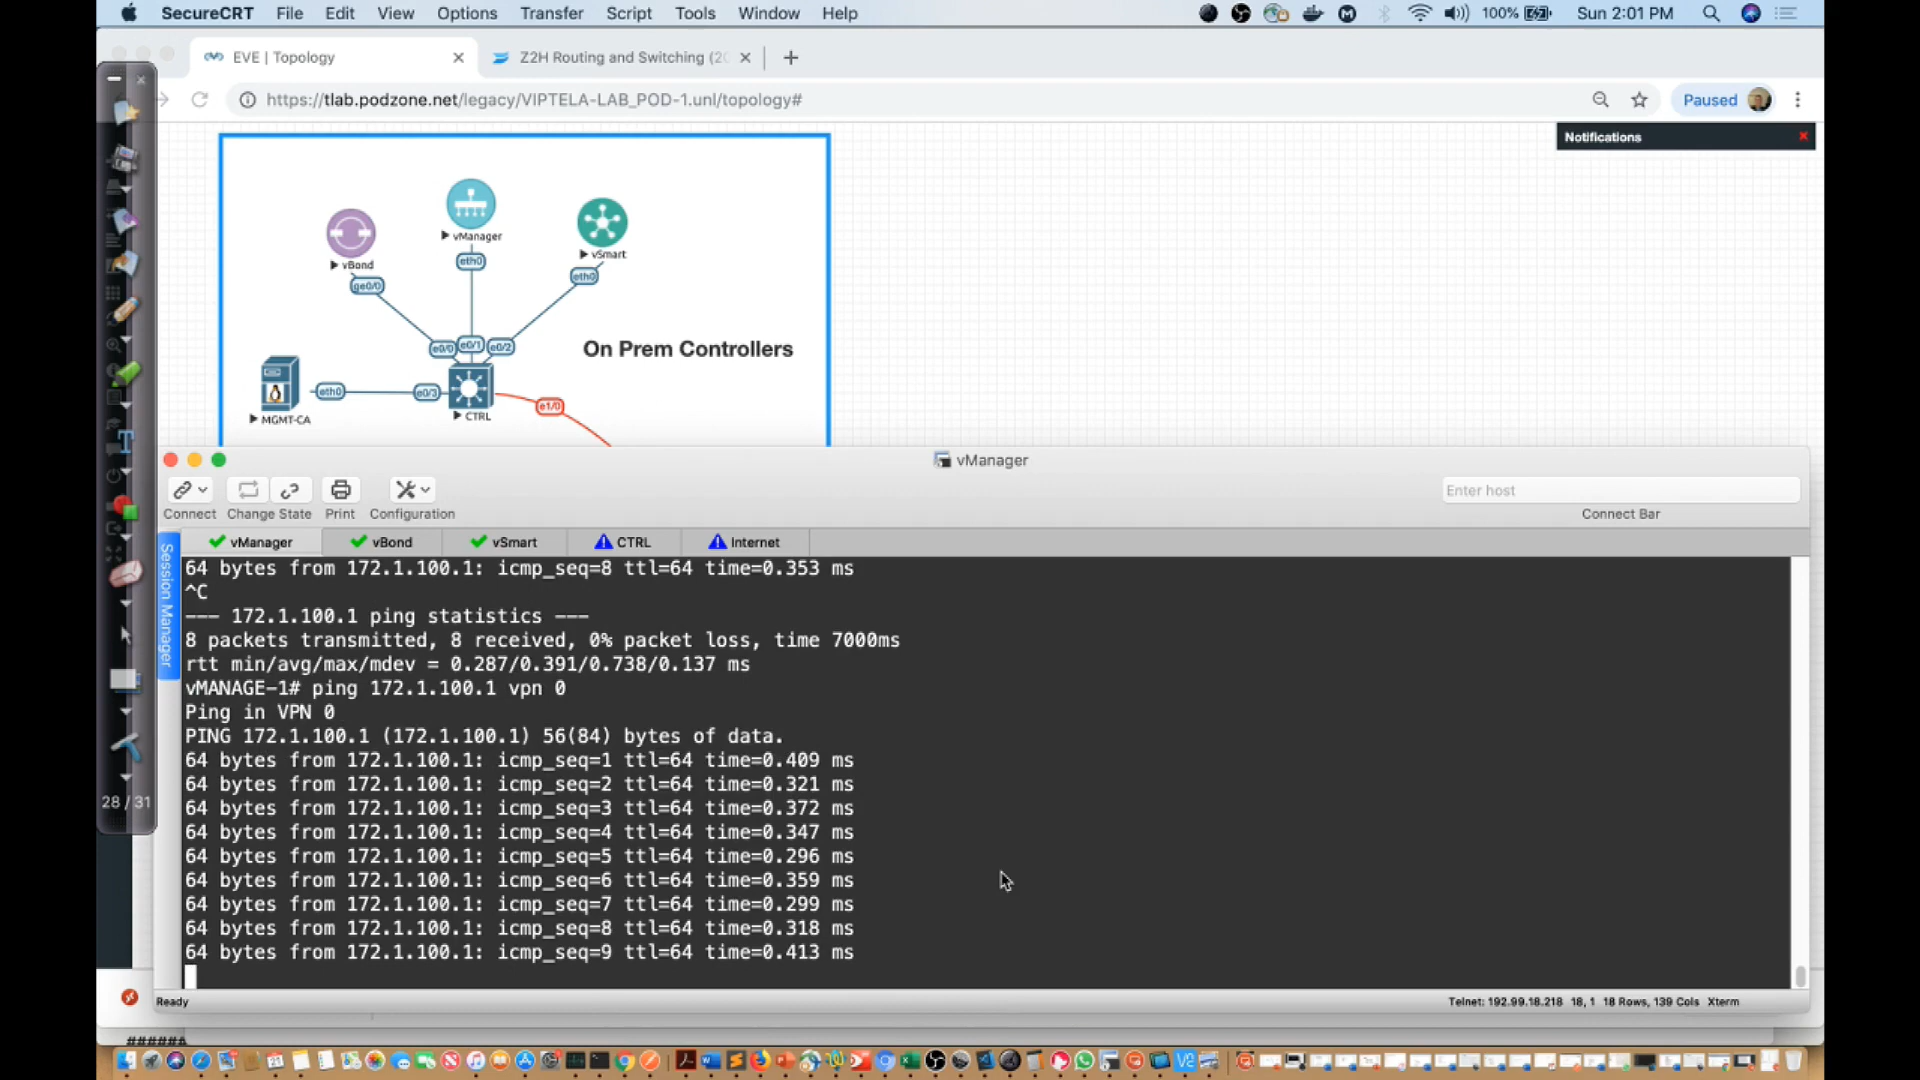 SecureCRT File Edit View Options Transfer Script Tools Window Help 100% Sun 2:01 PM
EVE | Topology Z2H Routing and Switching (20
https://tlab.podzone.net/legacy/VIPTELA-LAB_POD-1.unl/topology# Paused
Notifications
vManager
vBond
vSmart
eth0
ge0/0
eth0
e0/0 e0/1 e0/2
On Prem Controllers
eth0 e0/3
e1/0
MGMT-CA CTRL
vManager
Enter host
Connect Change State Print Configuration Connect Bar
vManager vBond vSmart CTRL Internet
Session Manager
64 bytes from 172.1.100.1: icmp_seq=8 ttl=64 time=0.353 ms
^C
--- 172.1.100.1 ping statistics ---
8 packets transmitted, 8 received, 0% packet loss, time 7000ms
rtt min/avg/max/mdev = 0.287/0.391/0.738/0.137 ms
vMANAGE-1# ping 172.1.100.1 vpn 0
Ping in VPN 0
PING 172.1.100.1 (172.1.100.1) 56(84) bytes of data.
64 bytes from 172.1.100.1: icmp_seq=1 ttl=64 time=0.409 ms
64 bytes from 172.1.100.1: icmp_seq=2 ttl=64 time=0.321 ms
64 bytes from 172.1.100.1: icmp_seq=3 ttl=64 time=0.372 ms
64 bytes from 172.1.100.1: icmp_seq=4 ttl=64 time=0.347 ms
64 bytes from 172.1.100.1: icmp_seq=5 ttl=64 time=0.296 ms
64 bytes from 172.1.100.1: icmp_seq=6 ttl=64 time=0.359 ms
64 bytes from 172.1.100.1: icmp_seq=7 ttl=64 time=0.299 ms
64 bytes from 172.1.100.1: icmp_seq=8 ttl=64 time=0.318 ms
64 bytes from 172.1.100.1: icmp_seq=9 ttl=64 time=0.413 ms
28 / 31
Ready Telnet: 192.99.18.218 18, 1 18 Rows, 139 Cols Xterm
######